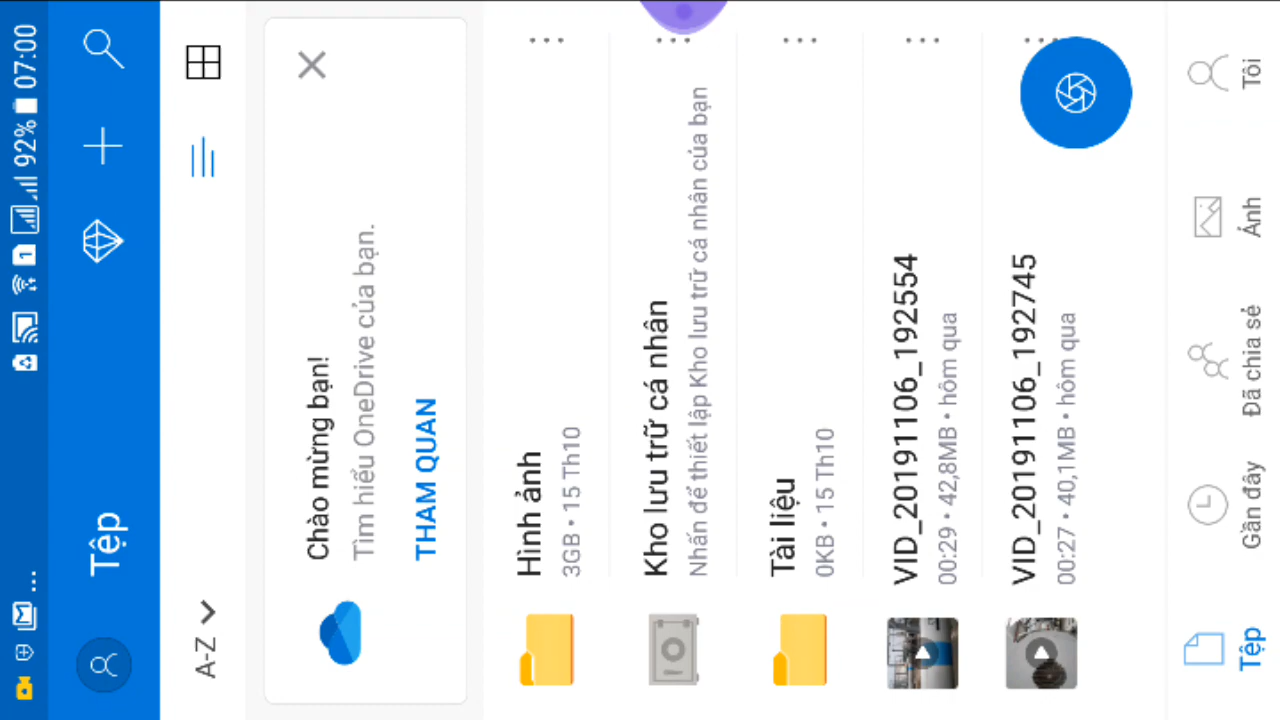 ... 1 92% 07:00
Tệp
A-Z
Chào mừng bạn!
Tìm hiểu OneDrive của bạn.
THAM QUAN
Hình ảnh
3GB • 15 Th10
Kho lưu trữ cá nhân
Nhấn để thiết lập Kho lưu trữ cá nhân của bạn
Tài liệu
0KB • 15 Th10
VID_20191106_192554
00:29 • 42,8MB • hôm qua
VID_20191106_192745
00:27 • 40,1MB • hôm qua
Tệp
Gần đây
Đã chia sẻ
Ảnh
Tôi